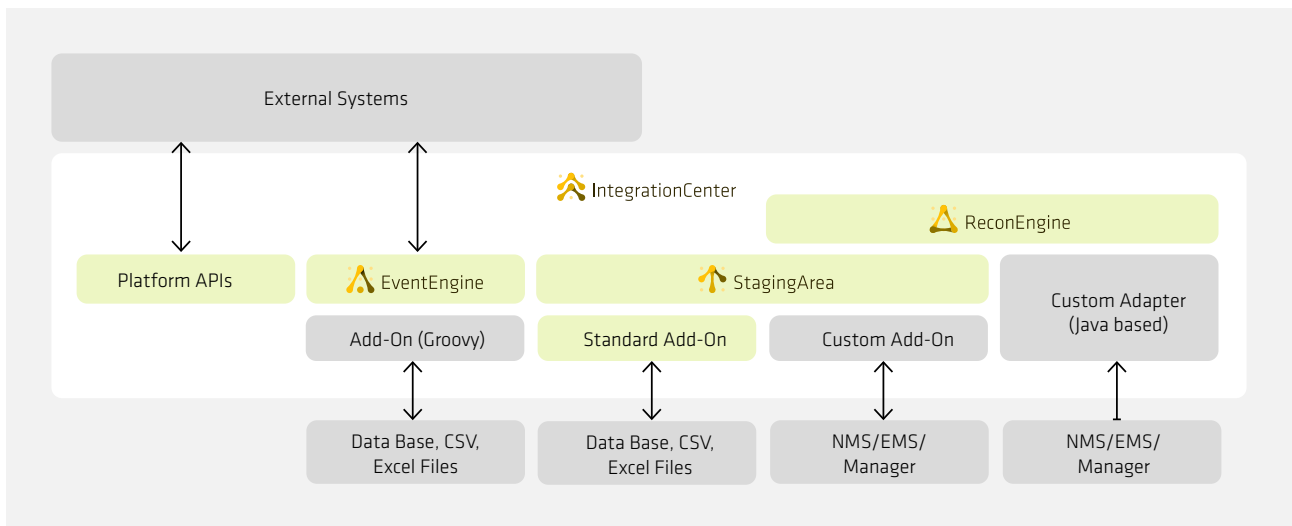 External Systems
IntegrationCenter
ReconEngine
Platform APIs
EventEngine
StagingArea
Custom Adapter
(Java based)
Add-On (Groovy)
Standard Add-On
Custom Add-On
Data Base, CSV,
Excel Files
Data Base, CSV,
Excel Files
NMS/EMS/
Manager
NMS/EMS/
Manager